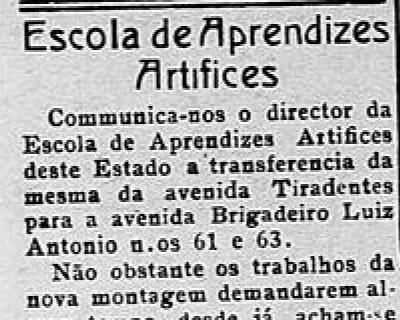 Escola de Aprendizes
Artifices
Communica-nos o director da
Escola de Aprendizes Artifices
deste Estado a transferencia da
mesma da avenida Tiradentes
para a avenida Brigadeiro Luiz
Antonio n.os 61 e 63.
Não obstante os trabalhos da
nova montagem demandarem al-
desde já, acham-se